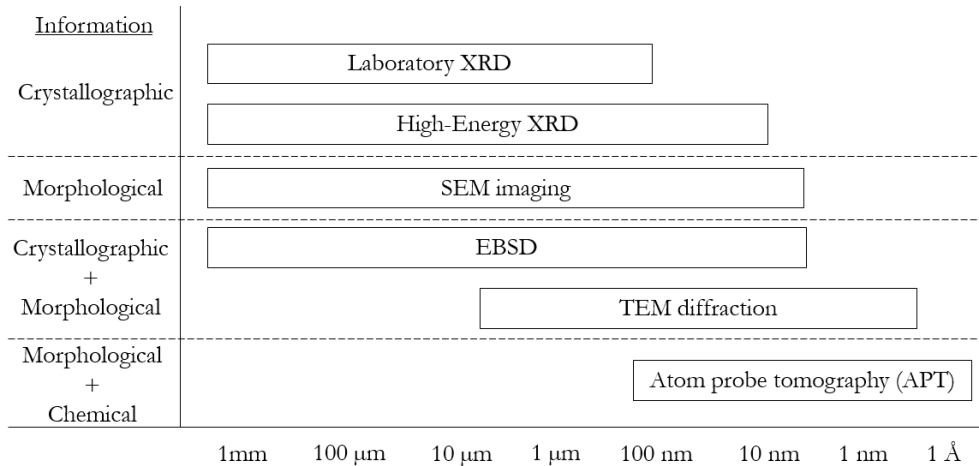 Information
Laboratory XRD
Crystallographic
High-Energy XRD
Morphological
SEM imaging
Crystallographic
+
Morphological
EBSD
TEM diffraction
Morphological
+
Chemical
Atom probe tomography (APT)
1mm 100 μm 10 μm 1 μm 100 nm 10 nm 1 nm 1 Å